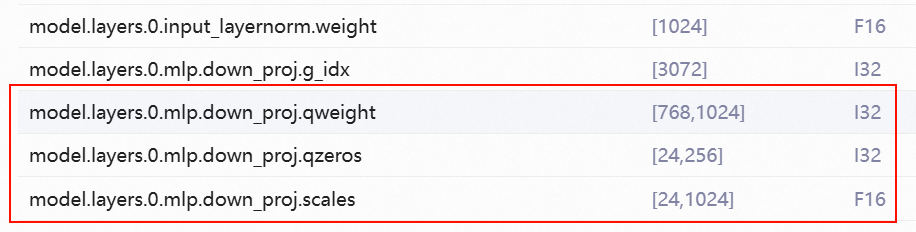 model.layers.0.input_layernorm.weight [1024] F16
model.layers.0.mlp.down_proj.g_idx [3072] I32
model.layers.0.mlp.down_proj.qweight [768,1024] I32
model.layers.0.mlp.down_proj.qzeros [24,256] I32
model.layers.0.mlp.down_proj.scales [24,1024] F16